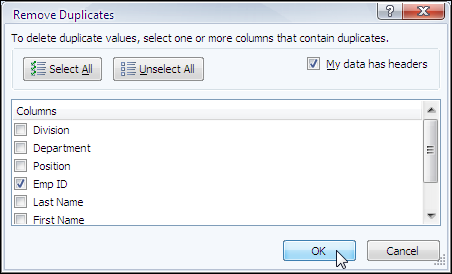 Remove Duplicates
To delete duplicate values, select one or more columns that contain duplicates.
Select All Unselect All My data has headers
Columns
Division
Department
Position
Emp ID
Last Name
First Name
OK Cancel